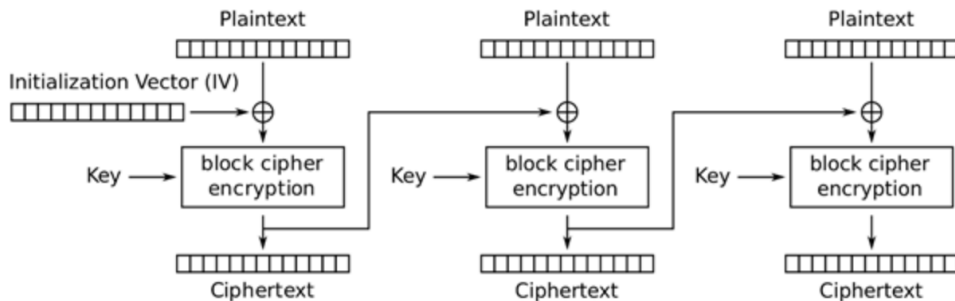 Plaintext Plaintext Plaintext
Initialization Vector (IV)
Key block cipher encryption Key block cipher encryption Key block cipher encryption
Ciphertext Ciphertext Ciphertext